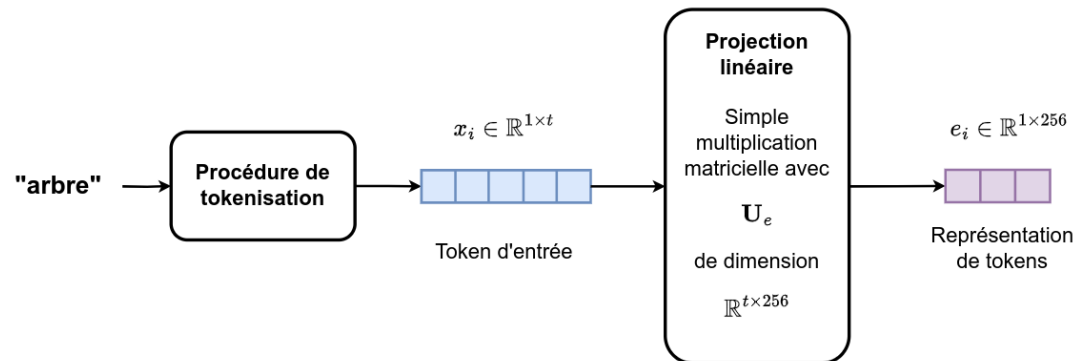 "arbre"
Procédure de
tokenisation
x_i ∈ ℝ^{1×t}
Token d'entrée
Projection
linéaire
Simple
multiplication
matricielle avec
U_e
de dimension
ℝ^{t×256}
e_i ∈ ℝ^{1×256}
Représentation
de tokens